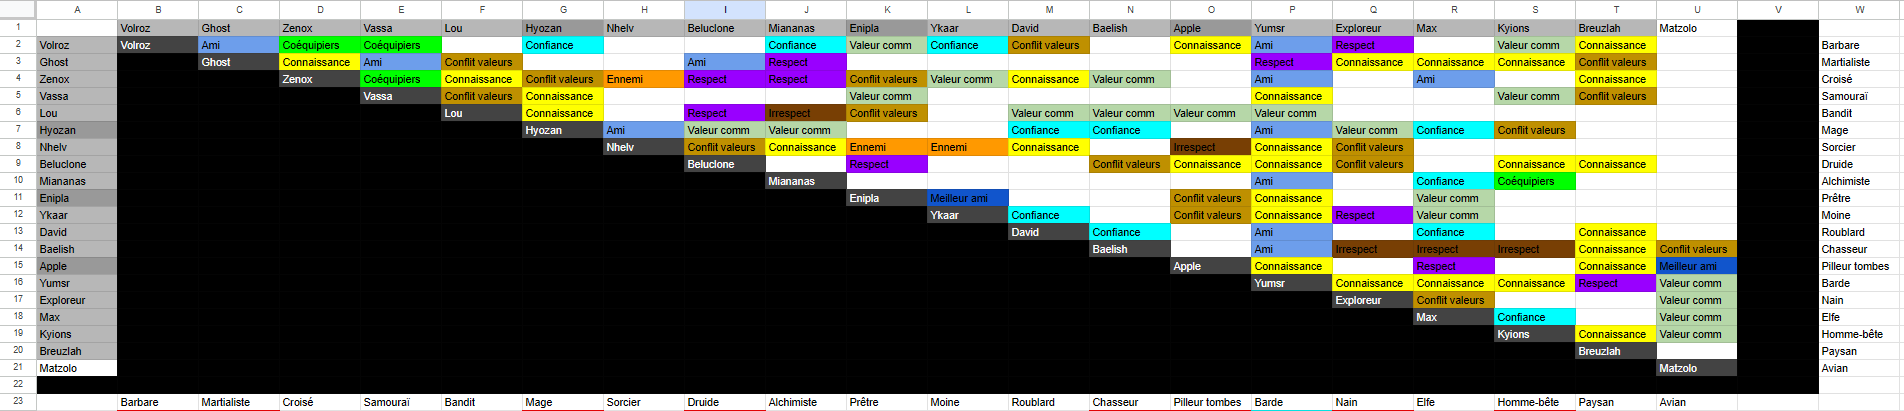 A B C D E F G H I J K L M N O P Q R S T U V W
1 Volroz Ghost Zenox Vassa Lou Hyozan Nhelv Beluclone Miananas Enipla Ykaar David Baelish Apple Yumsr Exploreur Max Kyions Breuzlah Matzolo
2 Volroz Volroz Ami Coéquipiers Coéquipiers Confiance Confiance Valeur comm Confiance Conflit valeurs Connaissance Ami Respect Valeur comm Connaissance Barbare
3 Ghost Ghost Connaissance Ami Conflit valeurs Ami Respect Respect Connaissance Connaissance Connaissance Conflit valeurs Martialiste
4 Zenox Zenox Coéquipiers Connaissance Conflit valeurs Ennemi Respect Respect Conflit valeurs Valeur comm Connaissance Valeur comm Ami Ami Connaissance Croisé
5 Vassa Vassa Conflit valeurs Connaissance Valeur comm Connaissance Valeur comm Conflit valeurs Samouraï
6 Lou Lou Connaissance Respect Irrespect Conflit valeurs Valeur comm Valeur comm Valeur comm Valeur comm Bandit
7 Hyozan Hyozan Ami Valeur comm Valeur comm Confiance Confiance Ami Valeur comm Confiance Conflit valeurs Mage
8 Nhelv Nhelv Conflit valeurs Connaissance Ennemi Ennemi Connaissance Irrespect Connaissance Conflit valeurs Sorcier
9 Beluclone Beluclone Respect Conflit valeurs Connaissance Connaissance Conflit valeurs Connaissance Connaissance Druide
10 Miananas Miananas Ami Confiance Coéquipiers Alchimiste
11 Enipla Enipla Meilleur ami Conflit valeurs Connaissance Valeur comm Prêtre
12 Ykaar Ykaar Confiance Conflit valeurs Connaissance Respect Valeur comm Moine
13 David David Confiance Ami Confiance Connaissance Roublard
14 Baelish Baelish Ami Irrespect Irrespect Irrespect Connaissance Conflit valeurs Chasseur
15 Apple Apple Connaissance Respect Connaissance Meilleur ami Pilleur tombes
16 Yumsr Yumsr Connaissance Connaissance Connaissance Respect Valeur comm Barde
17 Exploreur Exploreur Conflit valeurs Valeur comm Nain
18 Max Max Confiance Valeur comm Elfe
19 Kyions Kyions Connaissance Valeur comm Homme-bête
20 Breuzlah Breuzlah Paysan
21 Matzolo Matzolo Avian
22
23 Barbare Martialiste Croisé Samouraï Bandit Mage Sorcier Druide Alchimiste Prêtre Moine Roublard Chasseur Pilleur tombes Barde Nain Elfe Homme-bête Paysan Avian